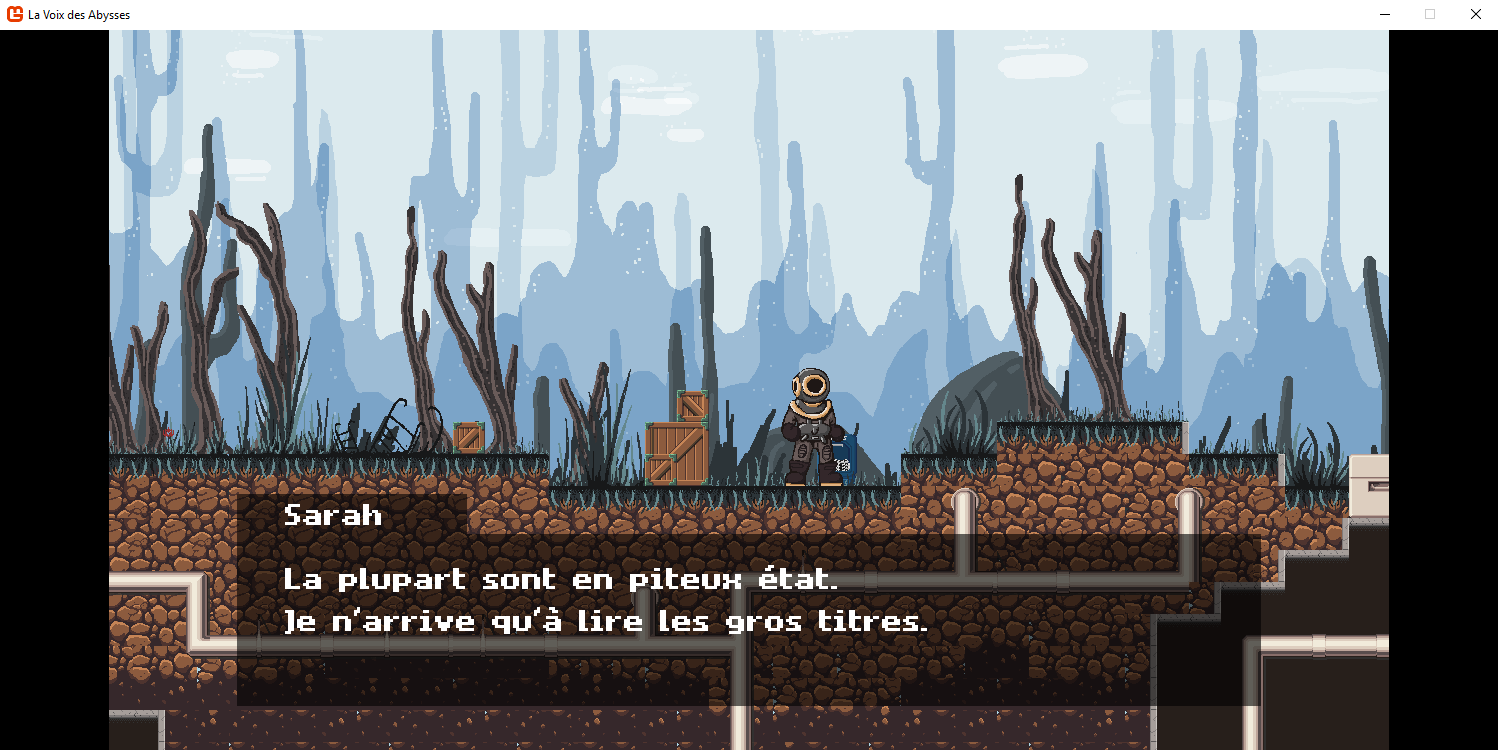 La Voix des Abysses
Sarah
La plupart sont en piteux état.
Je n'arrive qu'à lire les gros titres.